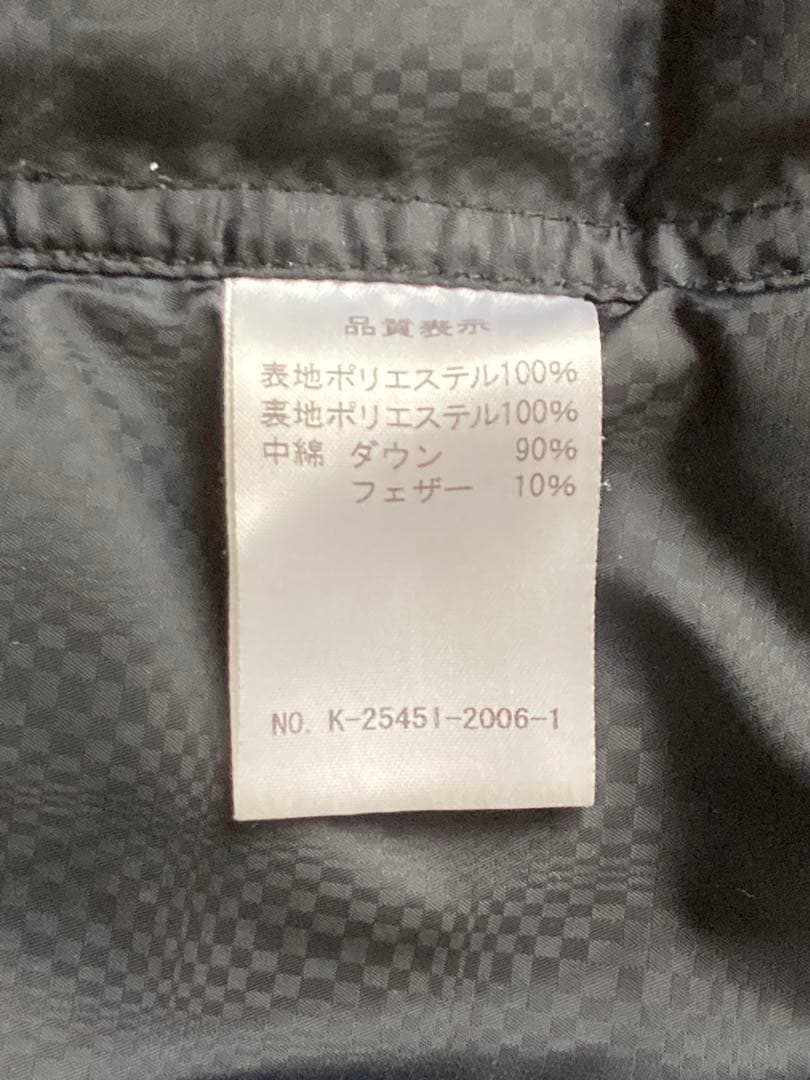 品質表示
表地ポリエステル100%
裏地ポリエステル100%
中綿 ダウン 90%
フェザー 10%
NO. K-25451-2006-1